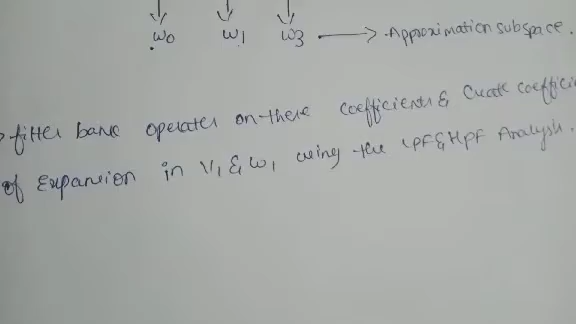 W0 W1 W3 → Approximation subspace.
→ filter bank operates on these coefficients & create
of Expansion in V1 & W1 using the LPF & HPF Analysis.